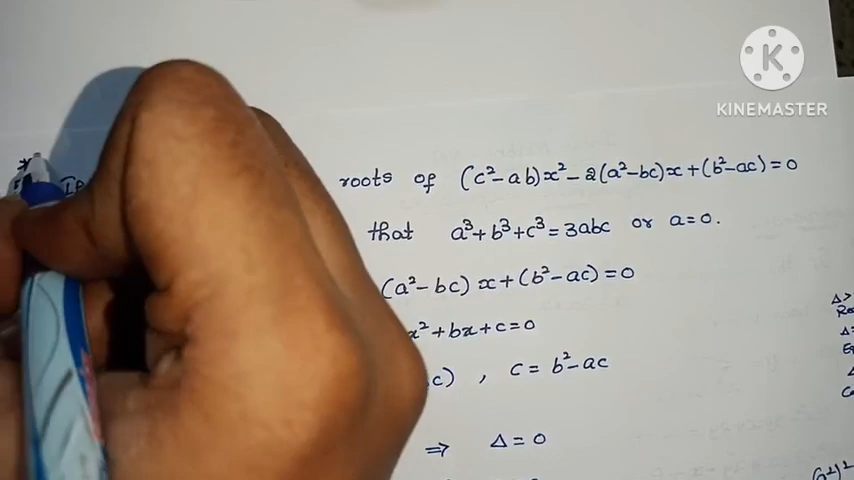 KINEMASTER
roots of (c²-ab)x²-2(a²-bc)x+(b²-ac)=0
that a³+b³+c³=3abc or a=0.
(a²-bc)x+(b²-ac)=0
x²+bx+c=0
c) , c = b²-ac
⇒ Δ=0
Δ>
Δ=